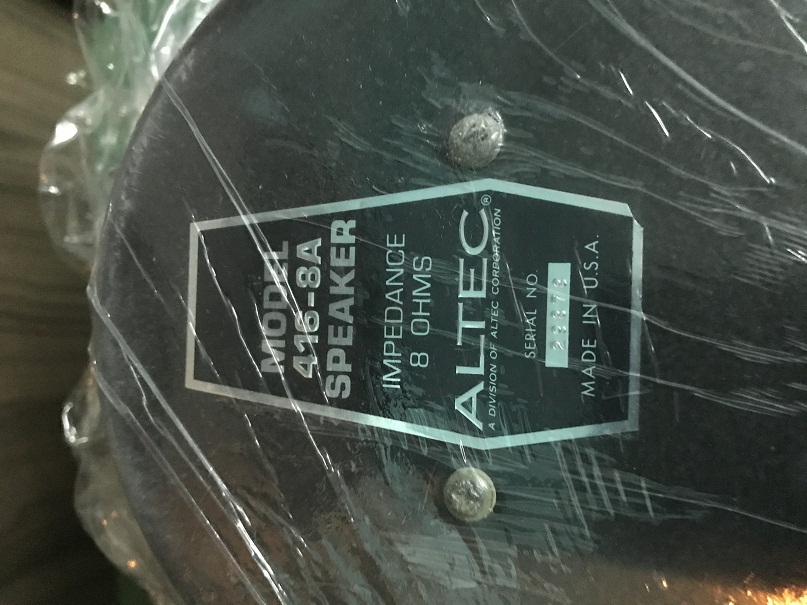 MODEL
416-8A
SPEAKER
IMPEDANCE
8 OHMS
ALTEC®
A DIVISION OF ALTEC CORPORATION
SERIAL NO.
MADE IN U.S.A.